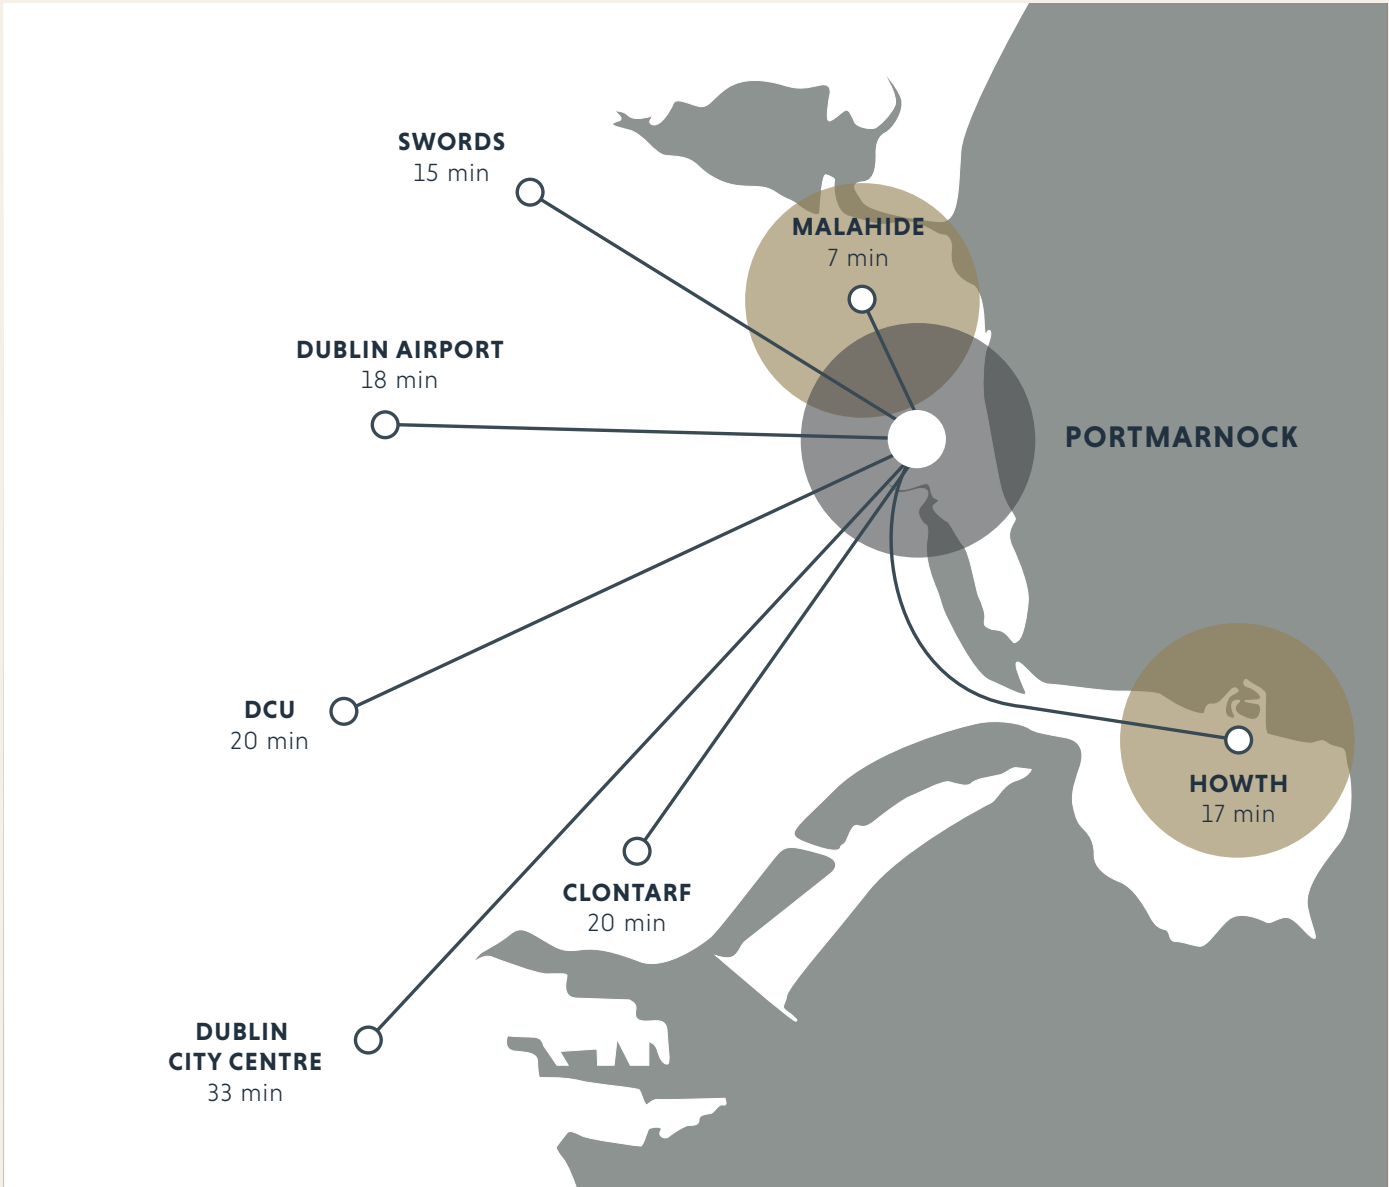 SWORDS
15 min
MALAHIDE
7 min
DUBLIN AIRPORT
18 min
PORTMARNOCK
DCU
20 min
HOWTH
17 min
CLONTARF
20 min
DUBLIN
CITY CENTRE
33 min